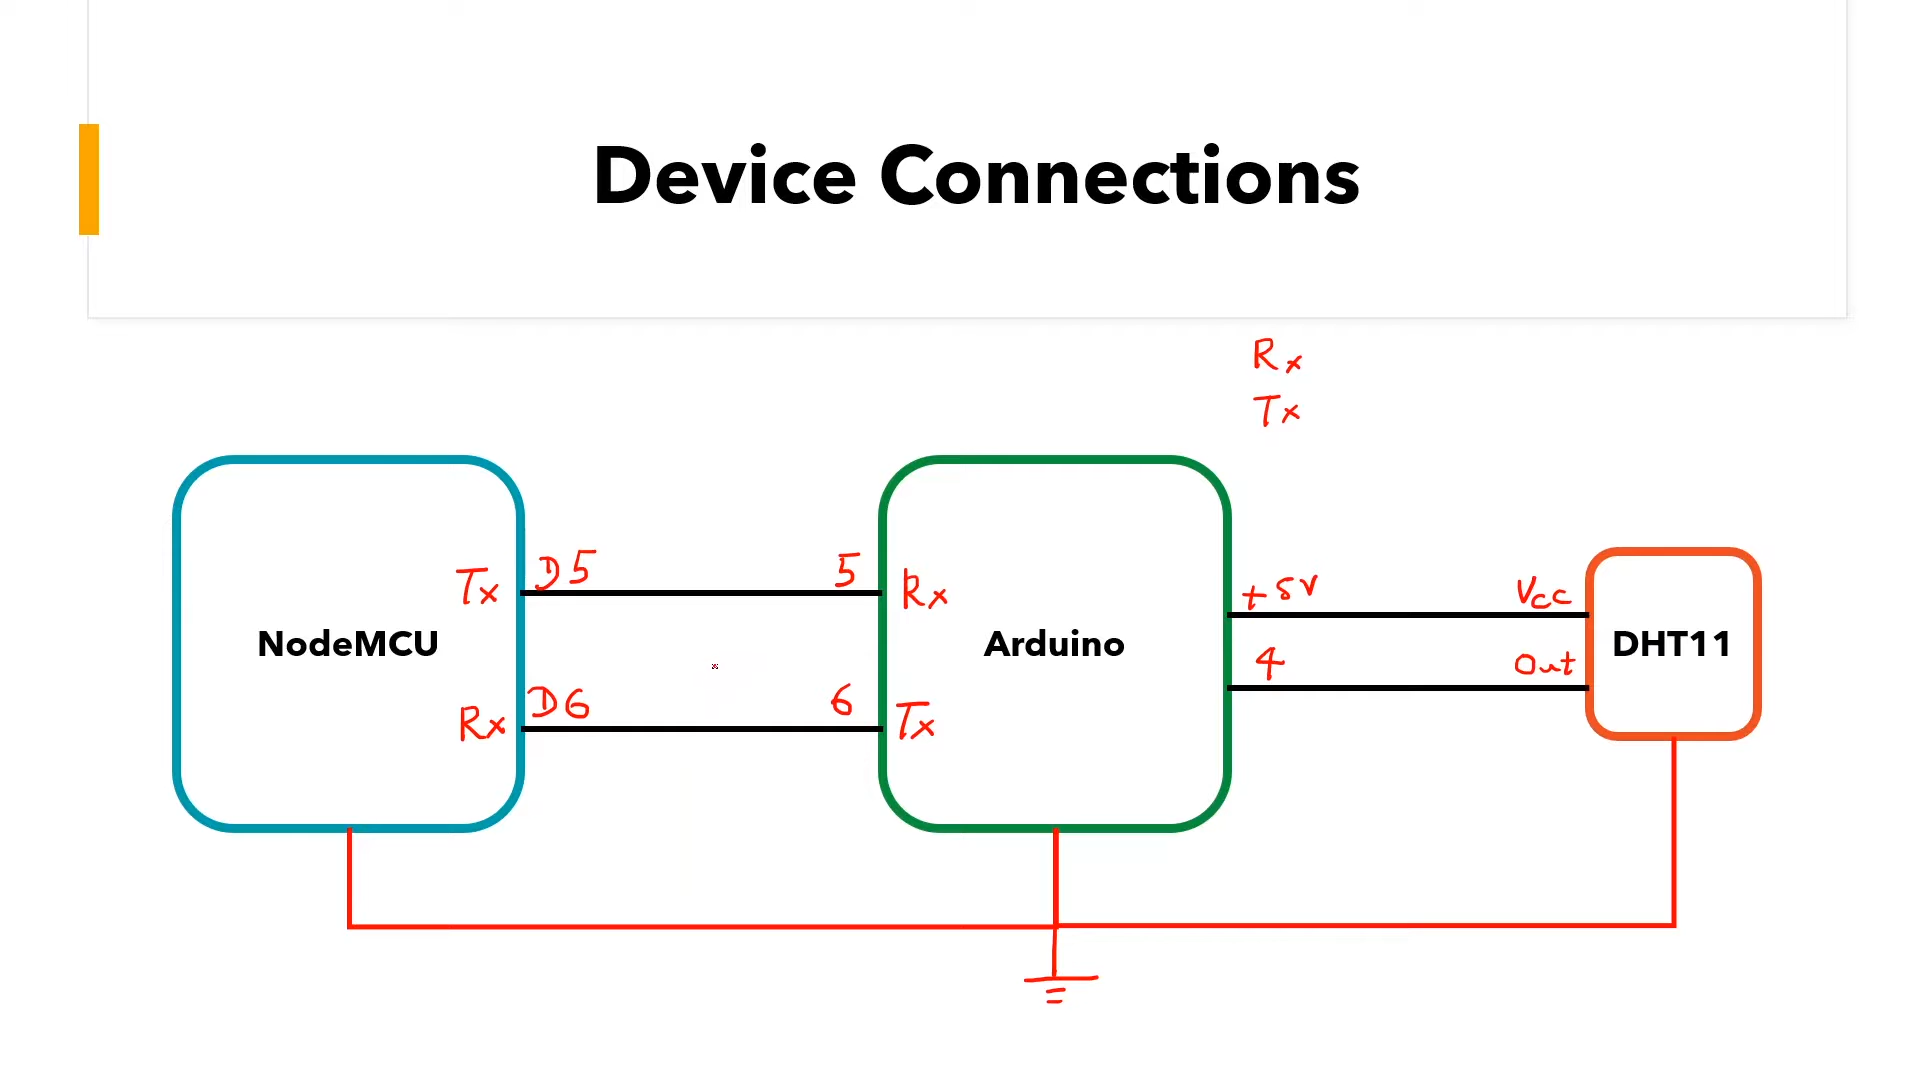 Device Connections
Rx
Tx
Tx D5 5 Rx
+5V Vcc
NodeMCU Arduino DHT11
4 Out
Rx D6 6 Tx